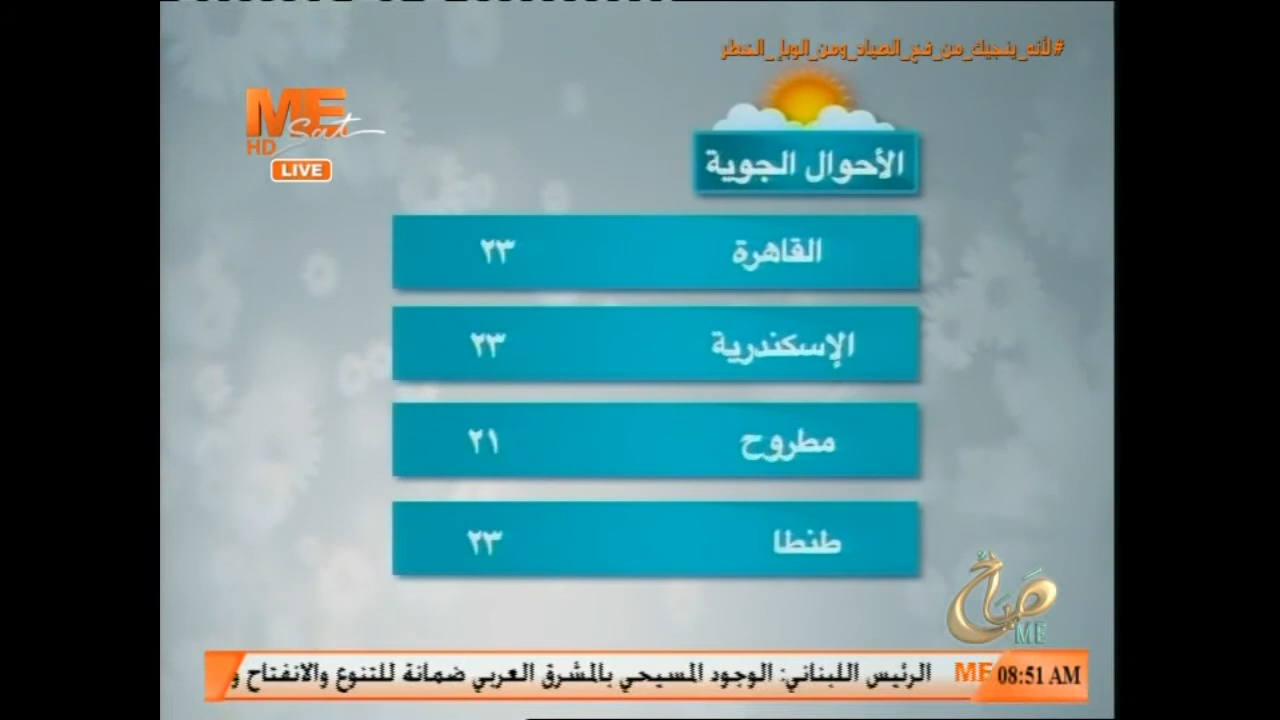 #لأنه_ينجيك_من_فخ_الصياد_ومن_الوبإ_الخطر
ME Sat
HD
LIVE
الأحوال الجوية
القاهرة ٢٣
الإسكندرية ٢٣
مطروح ٢١
طنطا ٢٣
صباح
ME
08:51 AM ME الرئيس اللبناني: الوجود المسيحي بالمشرق العربي ضمانة للتنوع والانفتاح و